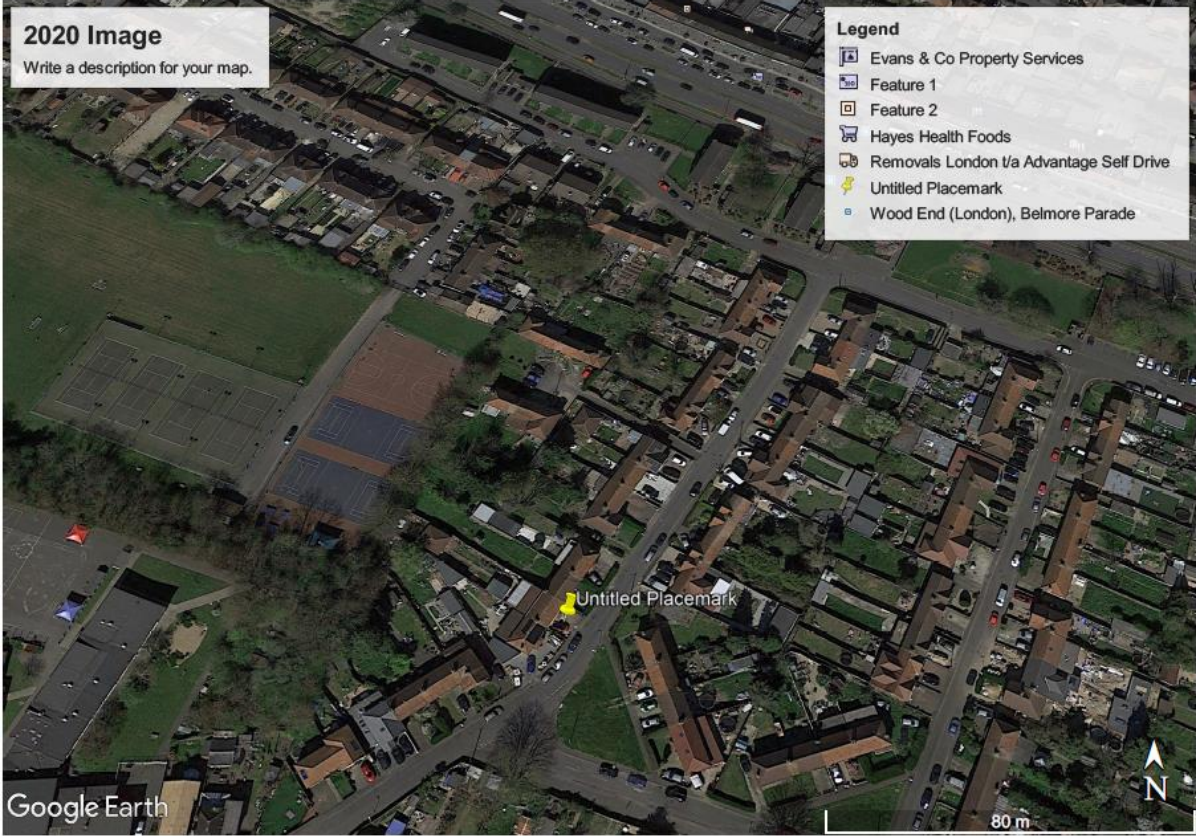 2020 Image
Write a description for your map.
Legend
Evans & Co Property Services
Feature 1
Feature 2
Hayes Health Foods
Removals London t/a Advantage Self Drive
Untitled Placemark
Wood End (London), Belmore Parade
Untitled Placemark
Google Earth
N
80 m